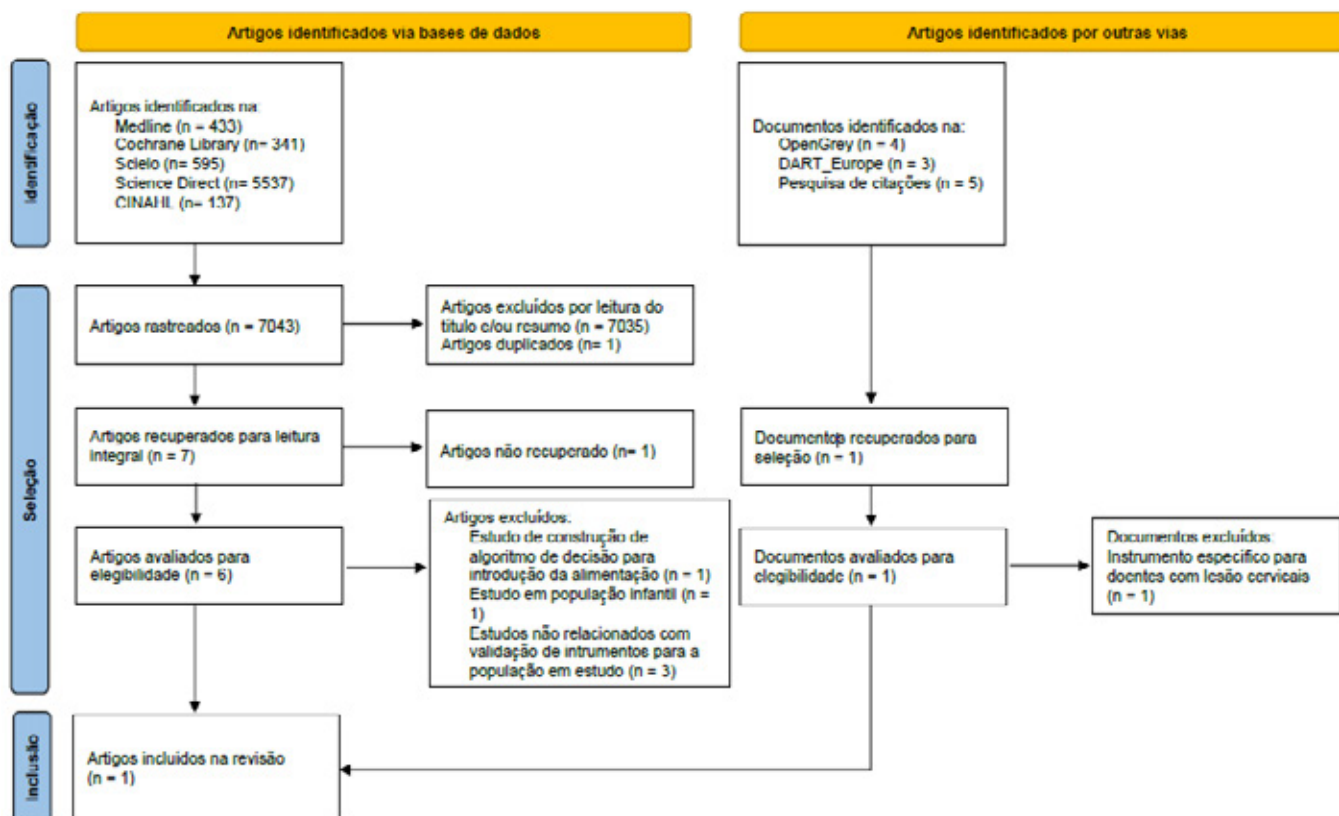 Artigos identificados via bases de dados
Artigos identificados por outras vias
Identificação
Artigos identificados na:
Medline (n = 433)
Cochrane Library (n= 341)
Scielo (n= 595)
Science Direct (n= 5537)
CINAHL (n= 137)
Documentos identificados na:
OpenGrey (n = 4)
DART_Europe (n = 3)
Pesquisa de citações (n = 5)
Seleção
Artigos rastreados (n = 7043)
Artigos excluídos por leitura do
título e/ou resumo (n = 7035)
Artigos duplicados (n= 1)
Artigos recuperados para leitura
integral (n = 7)
Artigos não recuperado (n= 1)
Documentos recuperados para
seleção (n = 1)
Artigos avaliados para
elegibilidade (n = 6)
Artigos excluídos:
Estudo de construção de
algoritmo de decisão para
introdução da alimentação (n = 1)
Estudo em população infantil (n =
1)
Estudos não relacionados com
validação de intrumentos para a
população em estudo (n = 3)
Documentos avaliados para
elegibilidade (n = 1)
Documentos excluídos:
Instrumento especifico para
doentes com lesão cervicais
(n = 1)
Inclusão
Artigos incluidos na revisão
(n = 1)